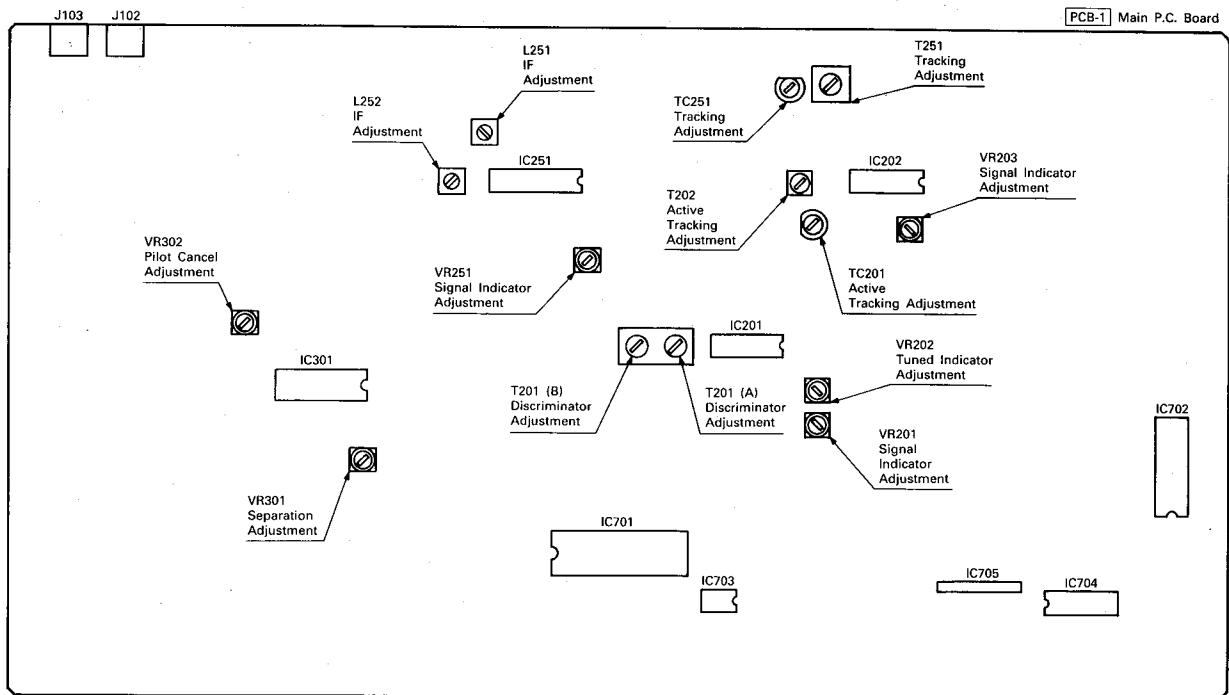 J103 J102
PCB-1 Main P.C. Board
L251
IF
Adjustment
T251
Tracking
Adjustment
L252
IF
Adjustment
TC251
Tracking
Adjustment
IC251
IC202
VR203
Signal Indicator
Adjustment
T202
Active
Tracking
Adjustment
VR302
Pilot Cancel
Adjustment
VR251
Signal Indicator
Adjustment
TC201
Active
Tracking Adjustment
IC201
VR202
Tuned Indicator
Adjustment
IC301
T201 (B)
Discriminator
Adjustment
T201 (A)
Discriminator
Adjustment
IC702
VR201
Signal
Indicator
Adjustment
VR301
Separation
Adjustment
IC701
IC703
IC705
IC704